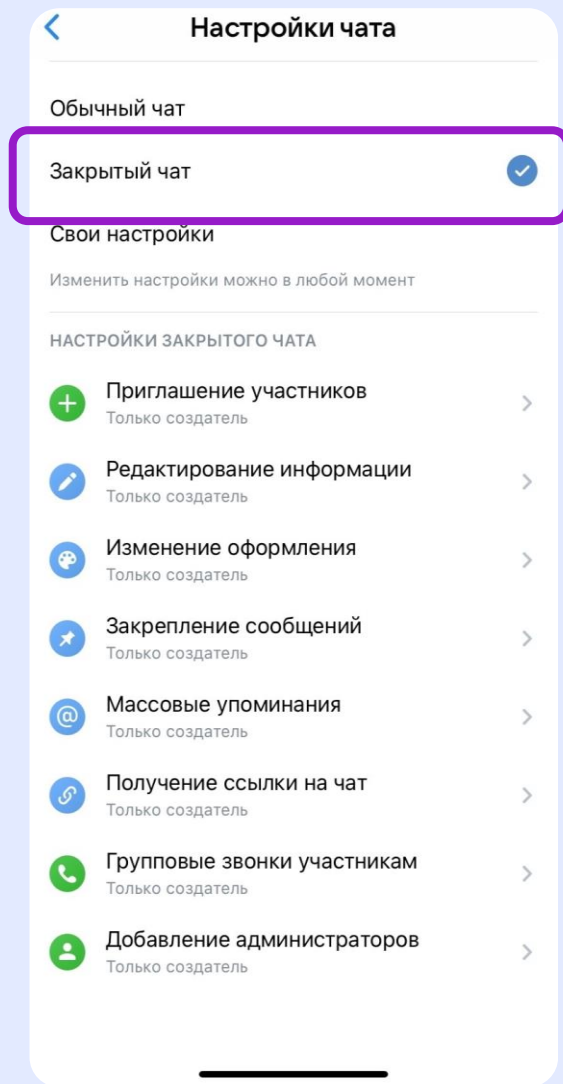 Настройки чата
Обычный чат
Закрытый чат
Свои настройки
Изменить настройки можно в любой момент
НАСТРОЙКИ ЗАКРЫТОГО ЧАТА
Приглашение участников
Только создатель
Редактирование информации
Только создатель
Изменение оформления
Только создатель
Закрепление сообщений
Только создатель
Массовые упоминания
Только создатель
Получение ссылки на чат
Только создатель
Групповые звонки участникам
Только создатель
Добавление администраторов
Только создатель